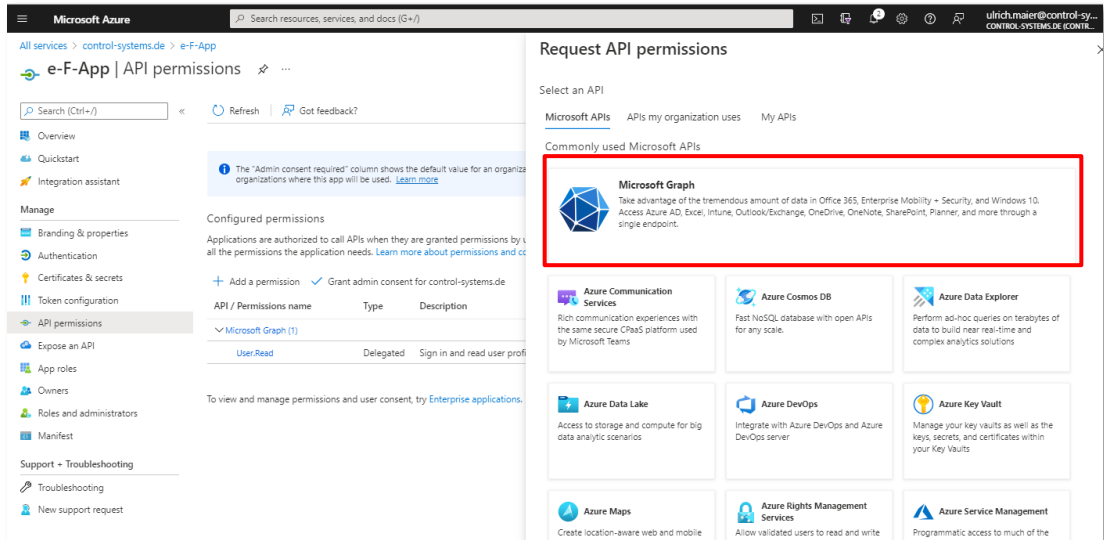 Microsoft Azure
Search resources, services, and docs (G+/)
2
ulrich.maier@control-sy...
CONTROL-SYSTEMS.DE (CONTR...
All services > control-systems.de > e-F-App
e-F-App | API permissions
Search (Ctrl+/)
Overview
Quickstart
Integration assistant
Manage
Branding & properties
Authentication
Certificates & secrets
Token configuration
API permissions
Expose an API
App roles
Owners
Roles and administrators
Manifest
Support + Troubleshooting
Troubleshooting
New support request
Refresh
Got feedback?
The "Admin consent required" column shows the default value for an organiza
organizations where this app will be used. Learn more
Configured permissions
Applications are authorized to call APIs when they are granted permissions by u
all the permissions the application needs. Learn more about permissions and co
Add a permission
Grant admin consent for control-systems.de
API / Permissions name Type Description
Microsoft Graph (1)
User.Read Delegated Sign in and read user profi
To view and manage permissions and user consent, try Enterprise applications.
Request API permissions
Select an API
Microsoft APIs APIs my organization uses My APIs
Commonly used Microsoft APIs
Microsoft Graph
Take advantage of the tremendous amount of data in Office 365, Enterprise Mobility + Security, and Windows 10.
Access Azure AD, Excel, Intune, Outlook/Exchange, OneDrive, OneNote, SharePoint, Planner, and more through a
single endpoint.
Azure Communication
Services
Rich communication experiences with
the same secure CPaaS platform used
by Microsoft Teams
Azure Cosmos DB
Fast NoSQL database with open APIs
for any scale.
Azure Data Explorer
Perform ad-hoc queries on terabytes of
data to build near real-time and
complex analytics solutions
Azure Data Lake
Access to storage and compute for big
data analytic scenarios
Azure DevOps
Integrate with Azure DevOps and Azure
DevOps server
Azure Key Vault
Manage your key vaults as well as the
keys, secrets, and certificates within
your Key Vaults
Azure Maps
Create location-aware web and mobile
Azure Rights Management
Services
Allow validated users to read and write
Azure Service Management
Programmatic access to much of the